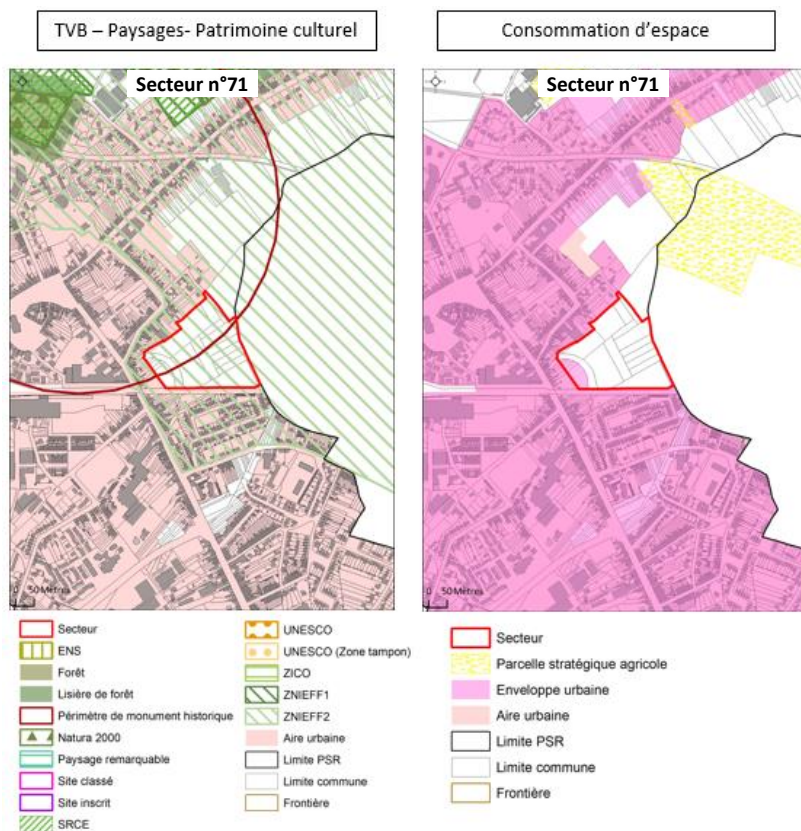 TVB – Paysages- Patrimoine culturel
Consommation d’espace
Secteur n°71
Secteur n°71
0 50 Mètres
0 50 Mètres
Secteur
ENS
Forêt
Lisière de forêt
Périmètre de monument historique
Natura 2000
Paysage remarquable
Site classé
Site inscrit
SRCE
UNESCO
UNESCO (Zone tampon)
ZICO
ZNIEFF1
ZNIEFF2
Aire urbaine
Limite PSR
Limite commune
Frontière
Secteur
Parcelle stratégique agricole
Enveloppe urbaine
Aire urbaine
Limite PSR
Limite commune
Frontière